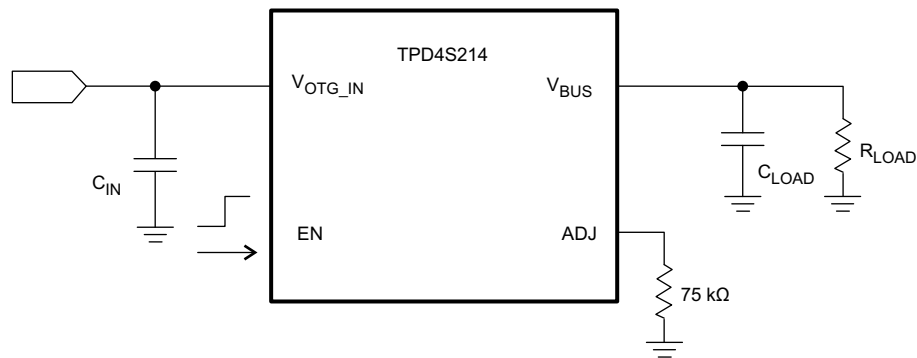 TPD4S214
V_OTG_IN
V_BUS
C_IN
C_LOAD
R_LOAD
EN
ADJ
75 kΩ